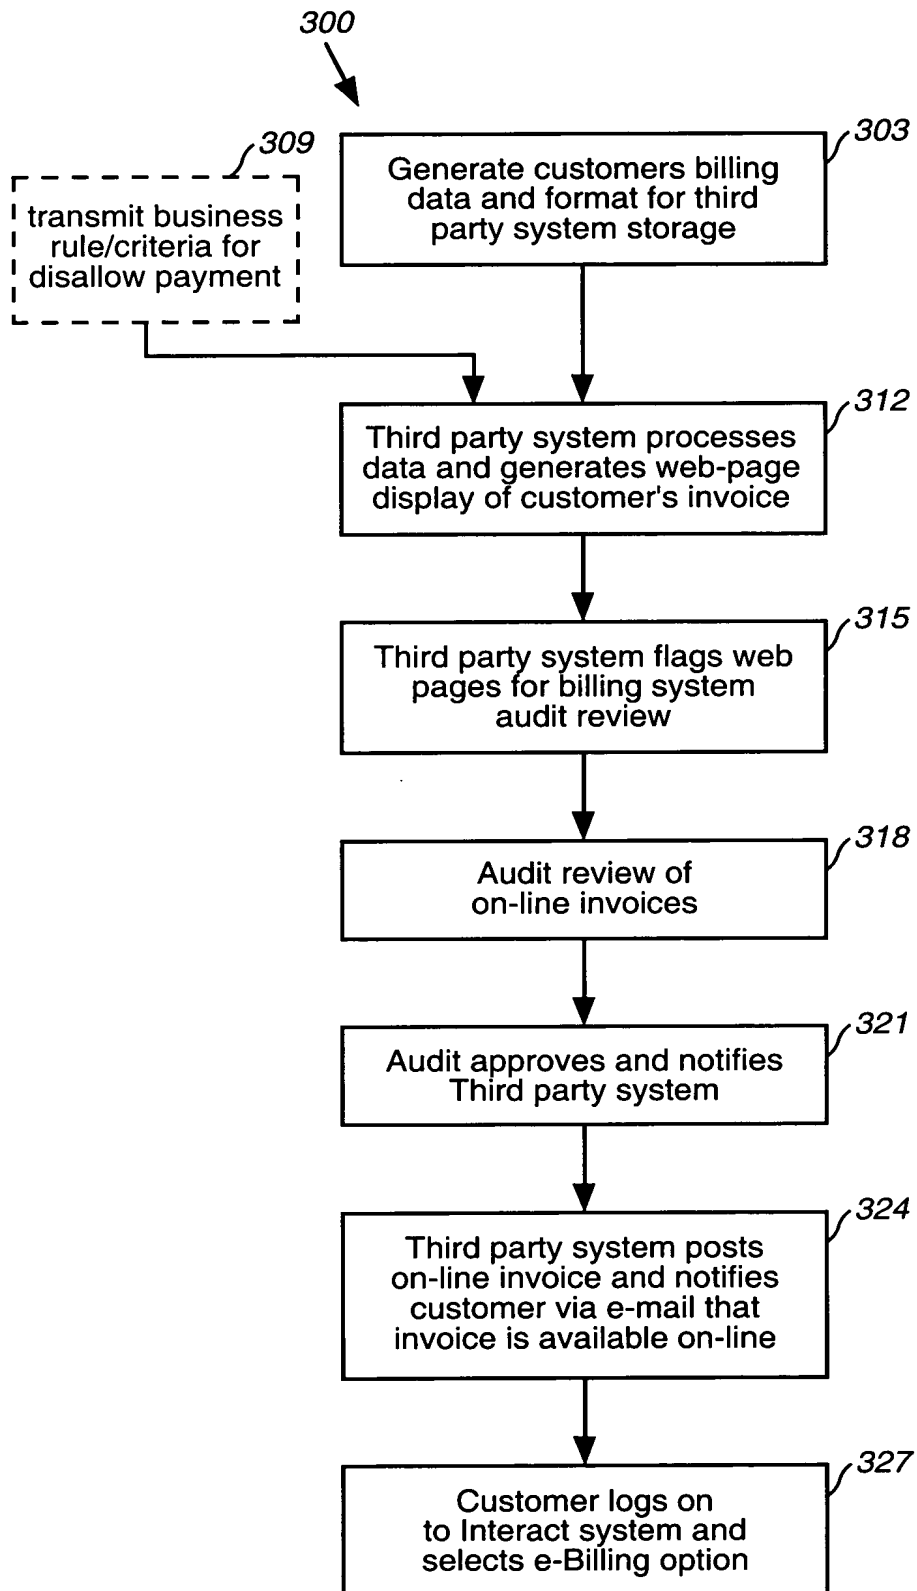 300
303
Generate customers billing
data and format for third
party system storage
309
transmit business
rule/criteria for
disallow payment
312
Third party system processes
data and generates web-page
display of customer's invoice
315
Third party system flags web
pages for billing system
audit review
318
Audit review of
on-line invoices
321
Audit approves and notifies
Third party system
324
Third party system posts
on-line invoice and notifies
customer via e-mail that
invoice is available on-line
327
Customer logs on
to Interact system and
selects e-Billing option